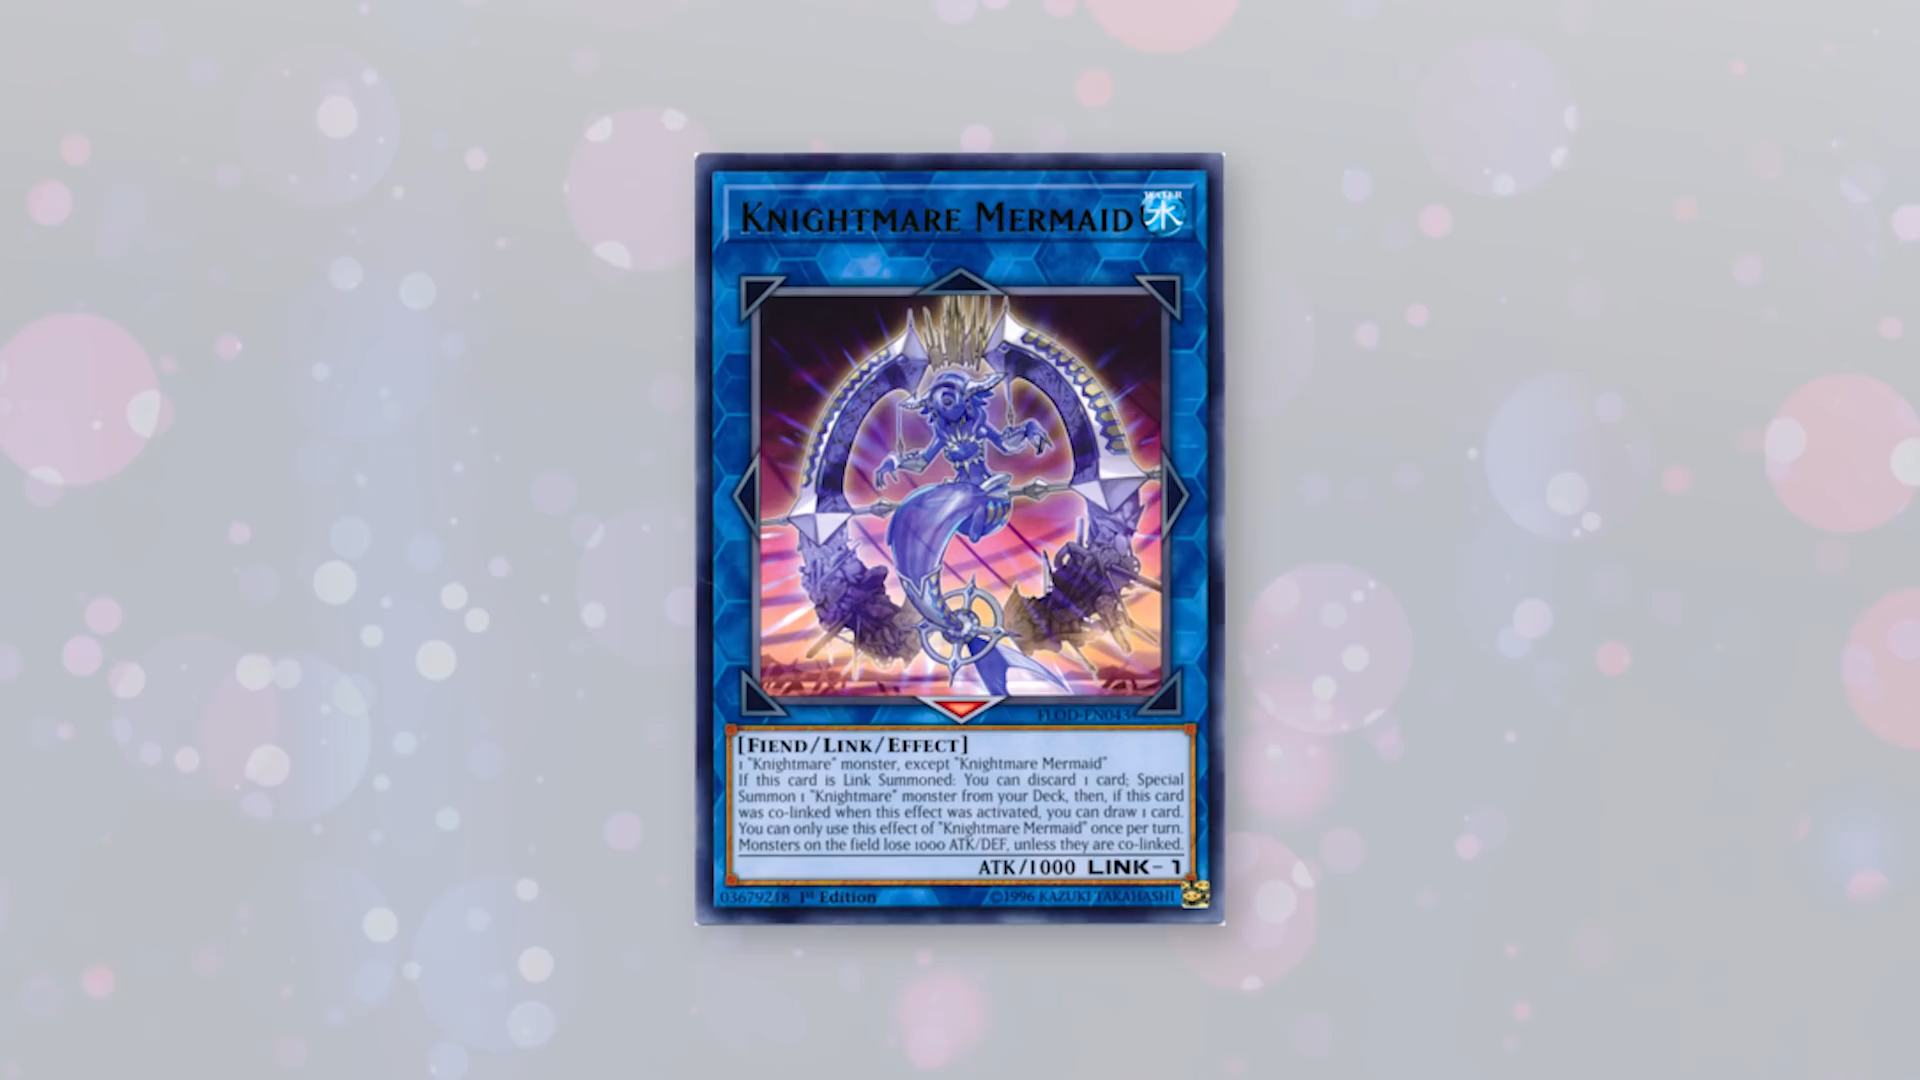 KNIGHTMARE MERMAID
WATER
水
FLOD-EN043
[FIEND/LINK/EFFECT]
1 "Knightmare" monster, except "Knightmare Mermaid"
If this card is Link Summoned: You can discard 1 card; Special
Summon 1 "Knightmare" monster from your Deck, then, if this card
was co-linked when this effect was activated, you can draw 1 card.
You can only use this effect of "Knightmare Mermaid" once per turn.
Monsters on the field lose 1000 ATK/DEF, unless they are co-linked.
ATK/1000 LINK-1
03679218 1st Edition ©1996 KAZUKI TAKAHASHI